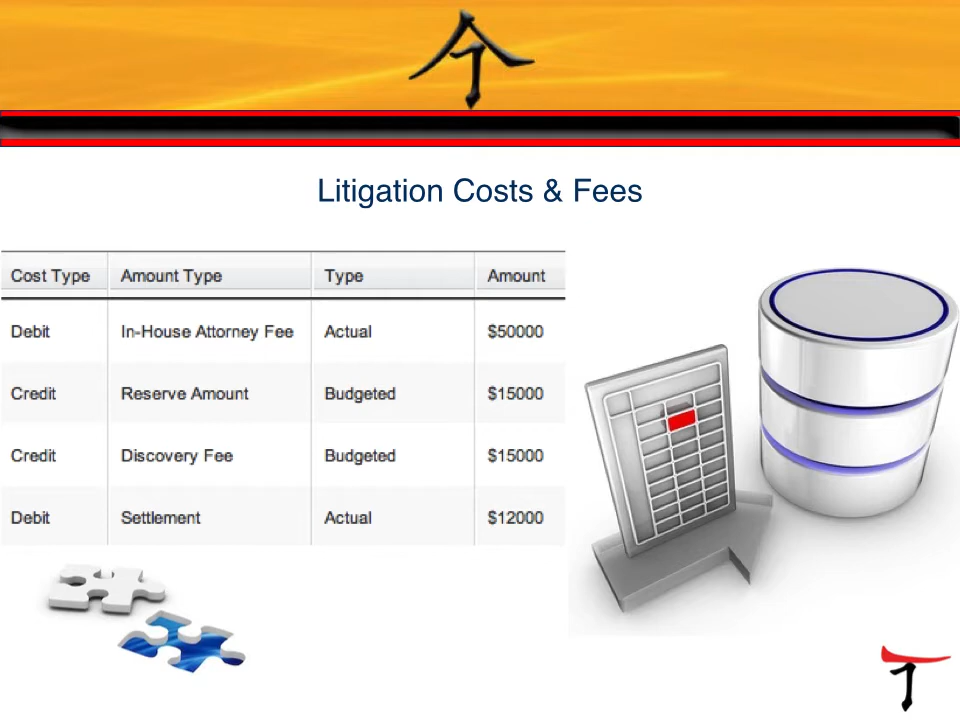 Litigation Costs & Fees
Cost Type Amount Type Type Amount
Debit In-House Attorney Fee Actual $50000
Credit Reserve Amount Budgeted $15000
Credit Discovery Fee Budgeted $15000
Debit Settlement Actual $12000